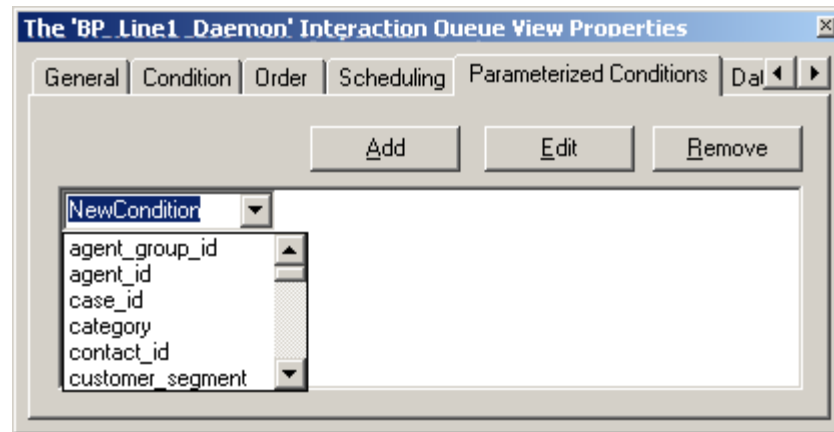 The 'BP_Line1_Daemon' Interaction Queue View Properties
General Condition Order Scheduling Parameterized Conditions
Add Edit Remove
NewCondition
agent_group_id
agent_id
case_id
category
contact_id
customer_segment